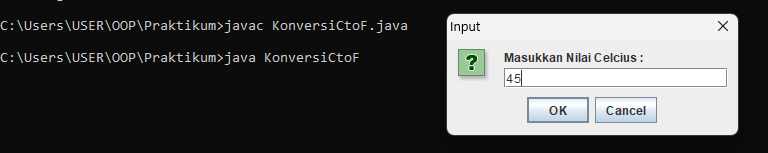 C:\Users\USER\OOP\Praktikum>javac KonversiCtoF.java
C:\Users\USER\OOP\Praktikum>java KonversiCtoF
Input
Masukkan Nilai Celcius :
45
OK
Cancel